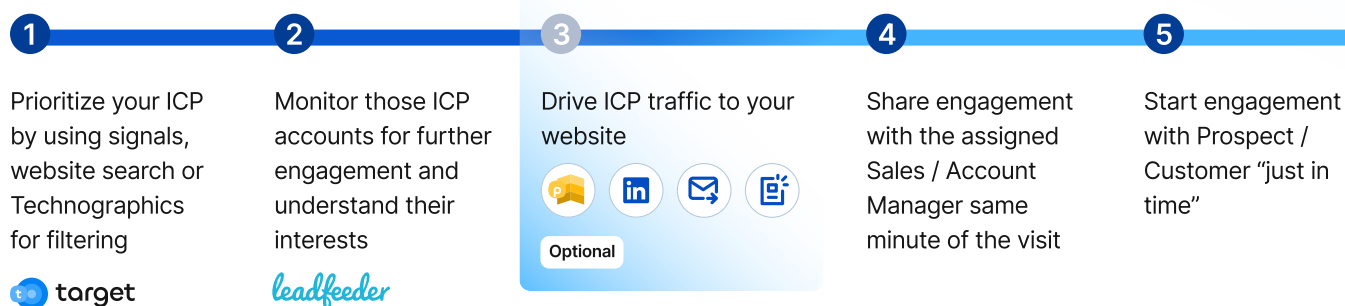 1
2
3
4
5
Prioritize your ICP
by using signals,
website search or
Technographics
for filtering
t target
Monitor those ICP
accounts for further
engagement and
understand their
interests
leadfeeder
Drive ICP traffic to your
website
p
in
Optional
Share engagement
with the assigned
Sales / Account
Manager same
minute of the visit
Start engagement
with Prospect /
Customer “just in
time”